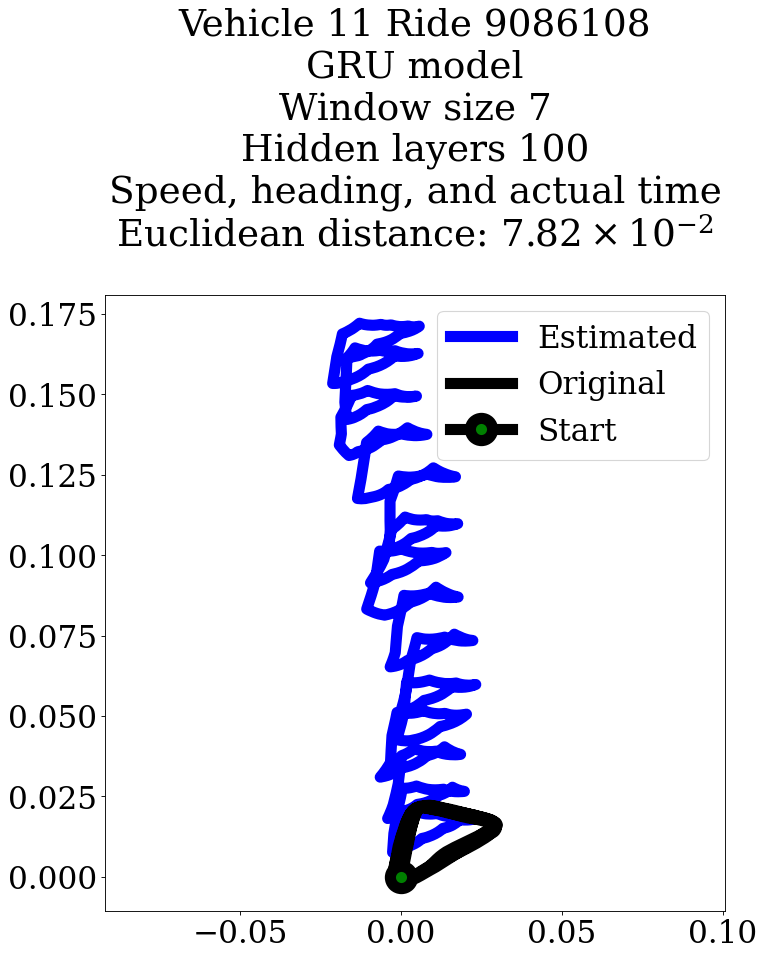 Vehicle 11 Ride 9086108
GRU model
Window size 7
Hidden layers 100
Speed, heading, and actual time
Euclidean distance: 7.82 × 10⁻²
0.175
0.150
0.125
0.100
0.075
0.050
0.025
0.000
Estimated
Original
Start
−0.05 0.00 0.05 0.10